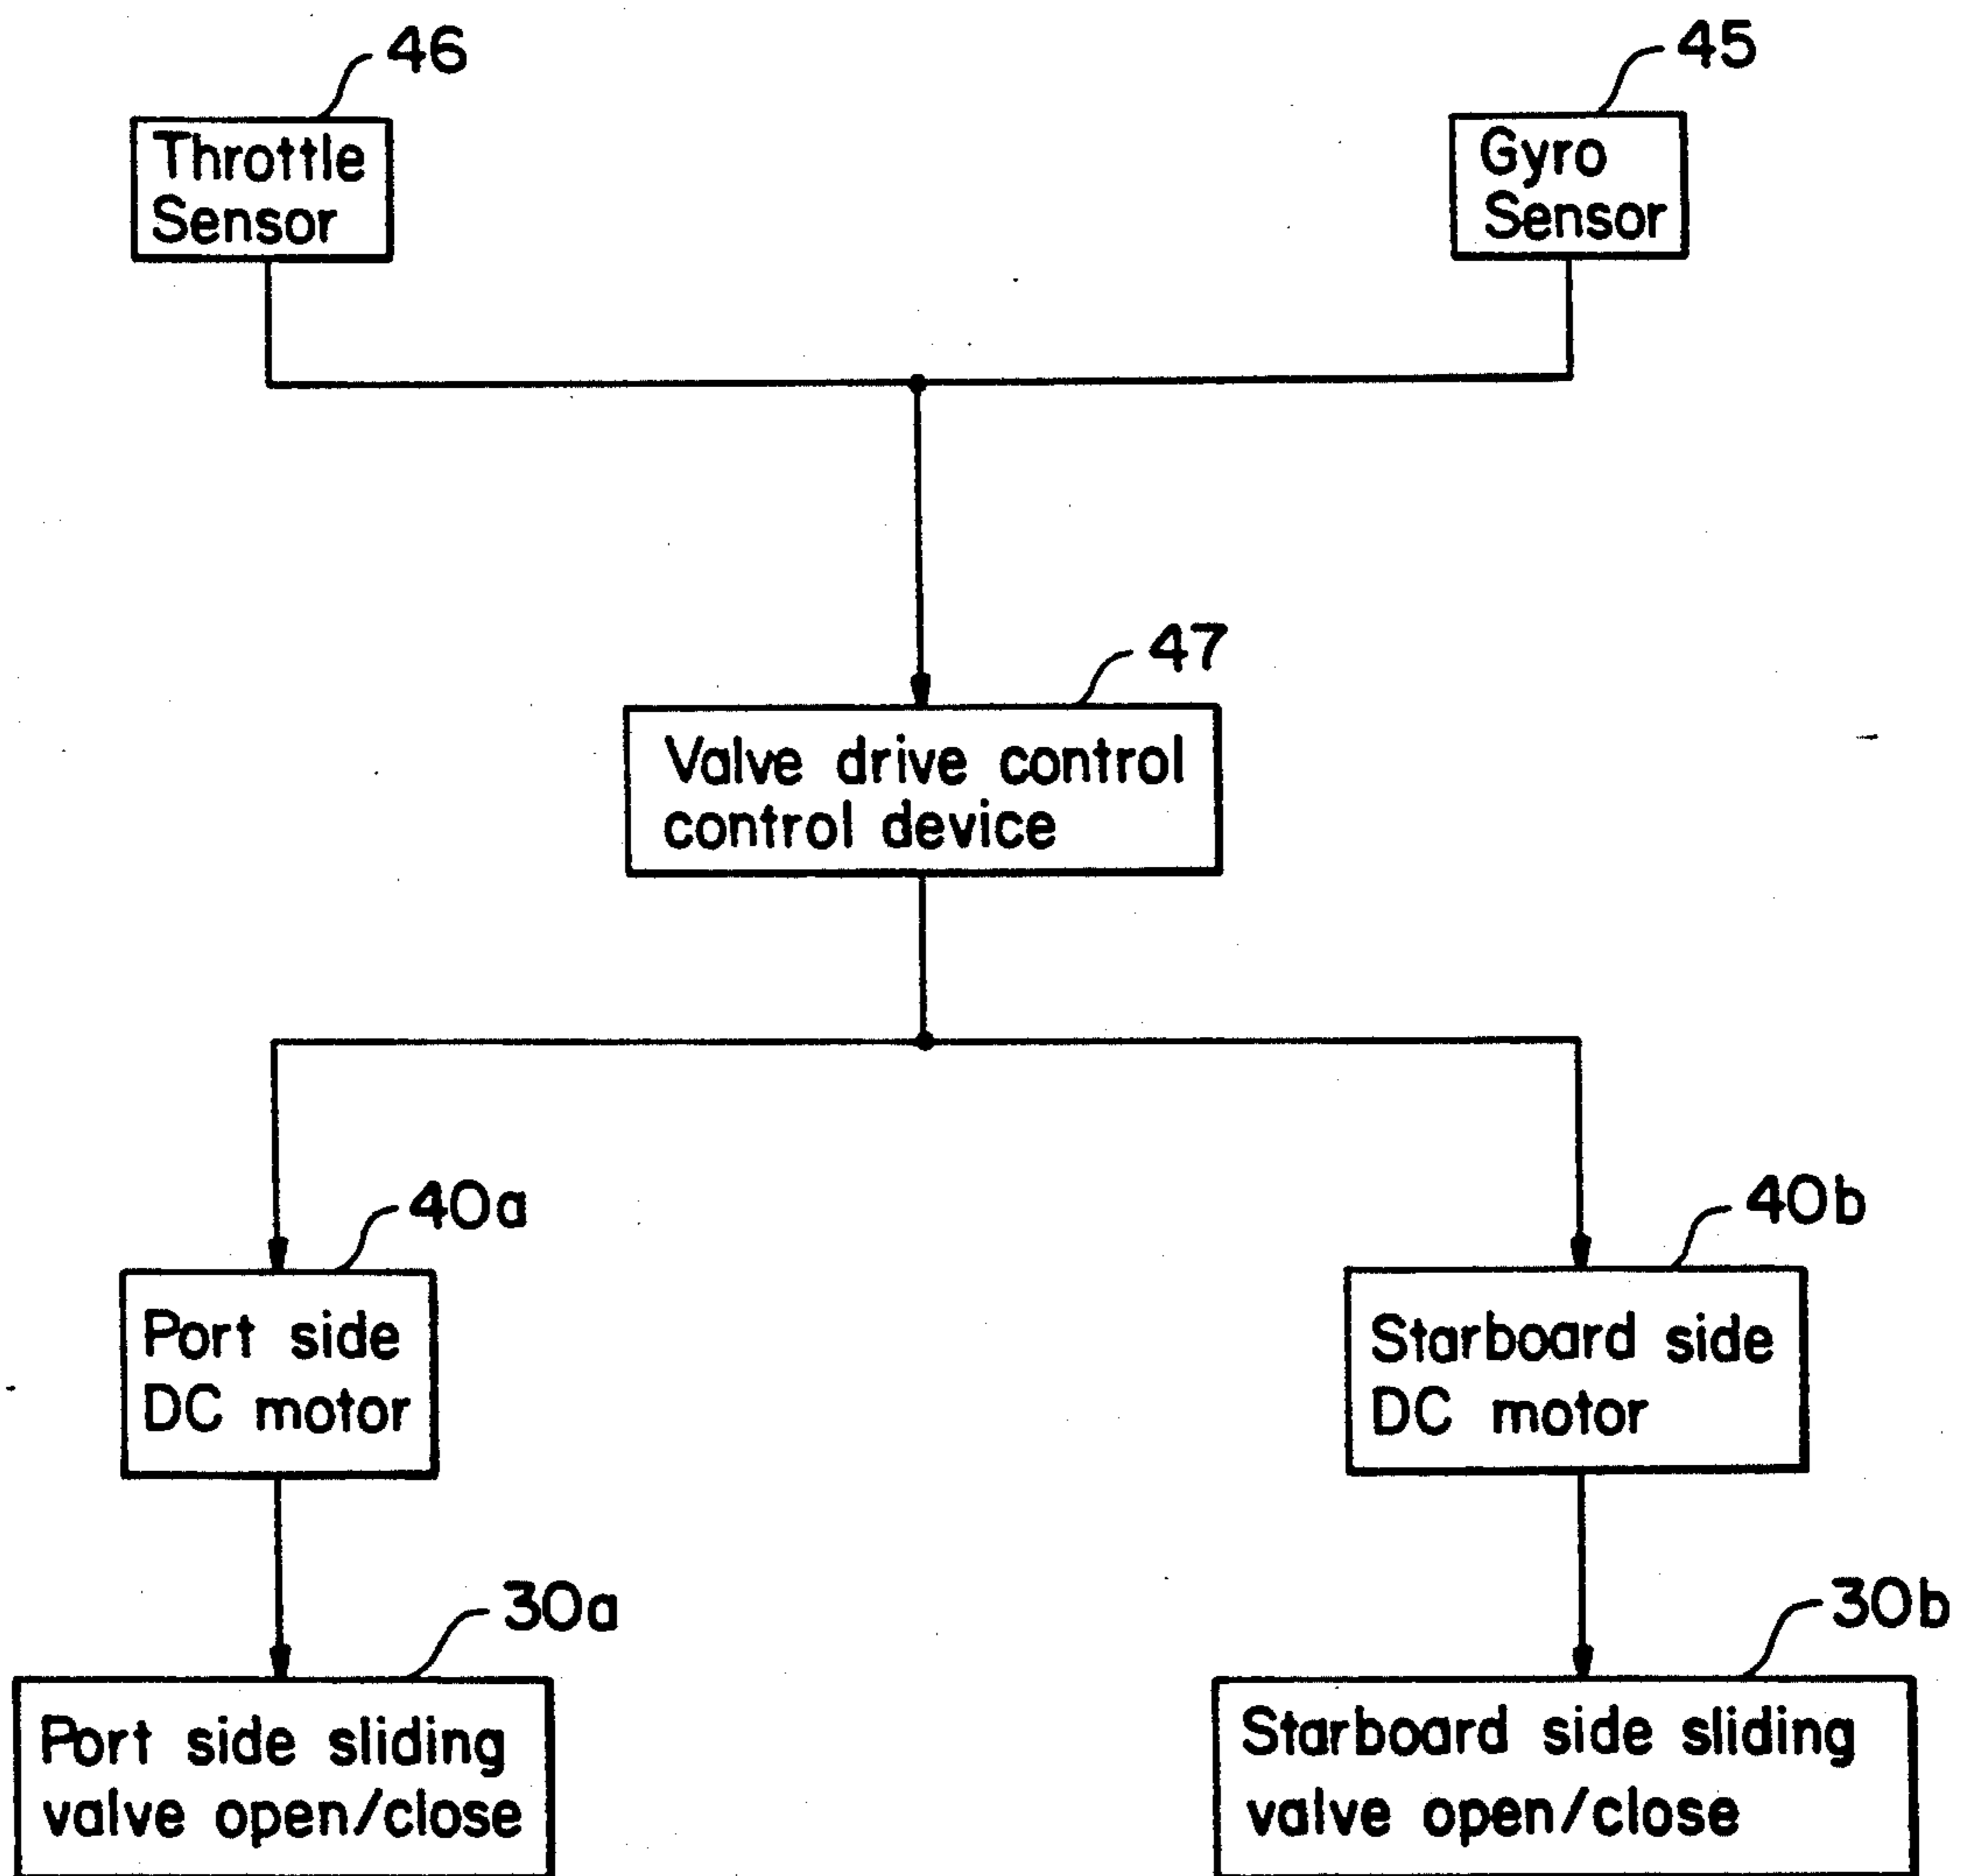 46
45
Throttle
Sensor
Gyro
Sensor
47
Valve drive control
control device
40a
40b
Port side
DC motor
Starboard side
DC motor
30a
30b
Port side sliding
valve open/close
Starboard side sliding
valve open/close